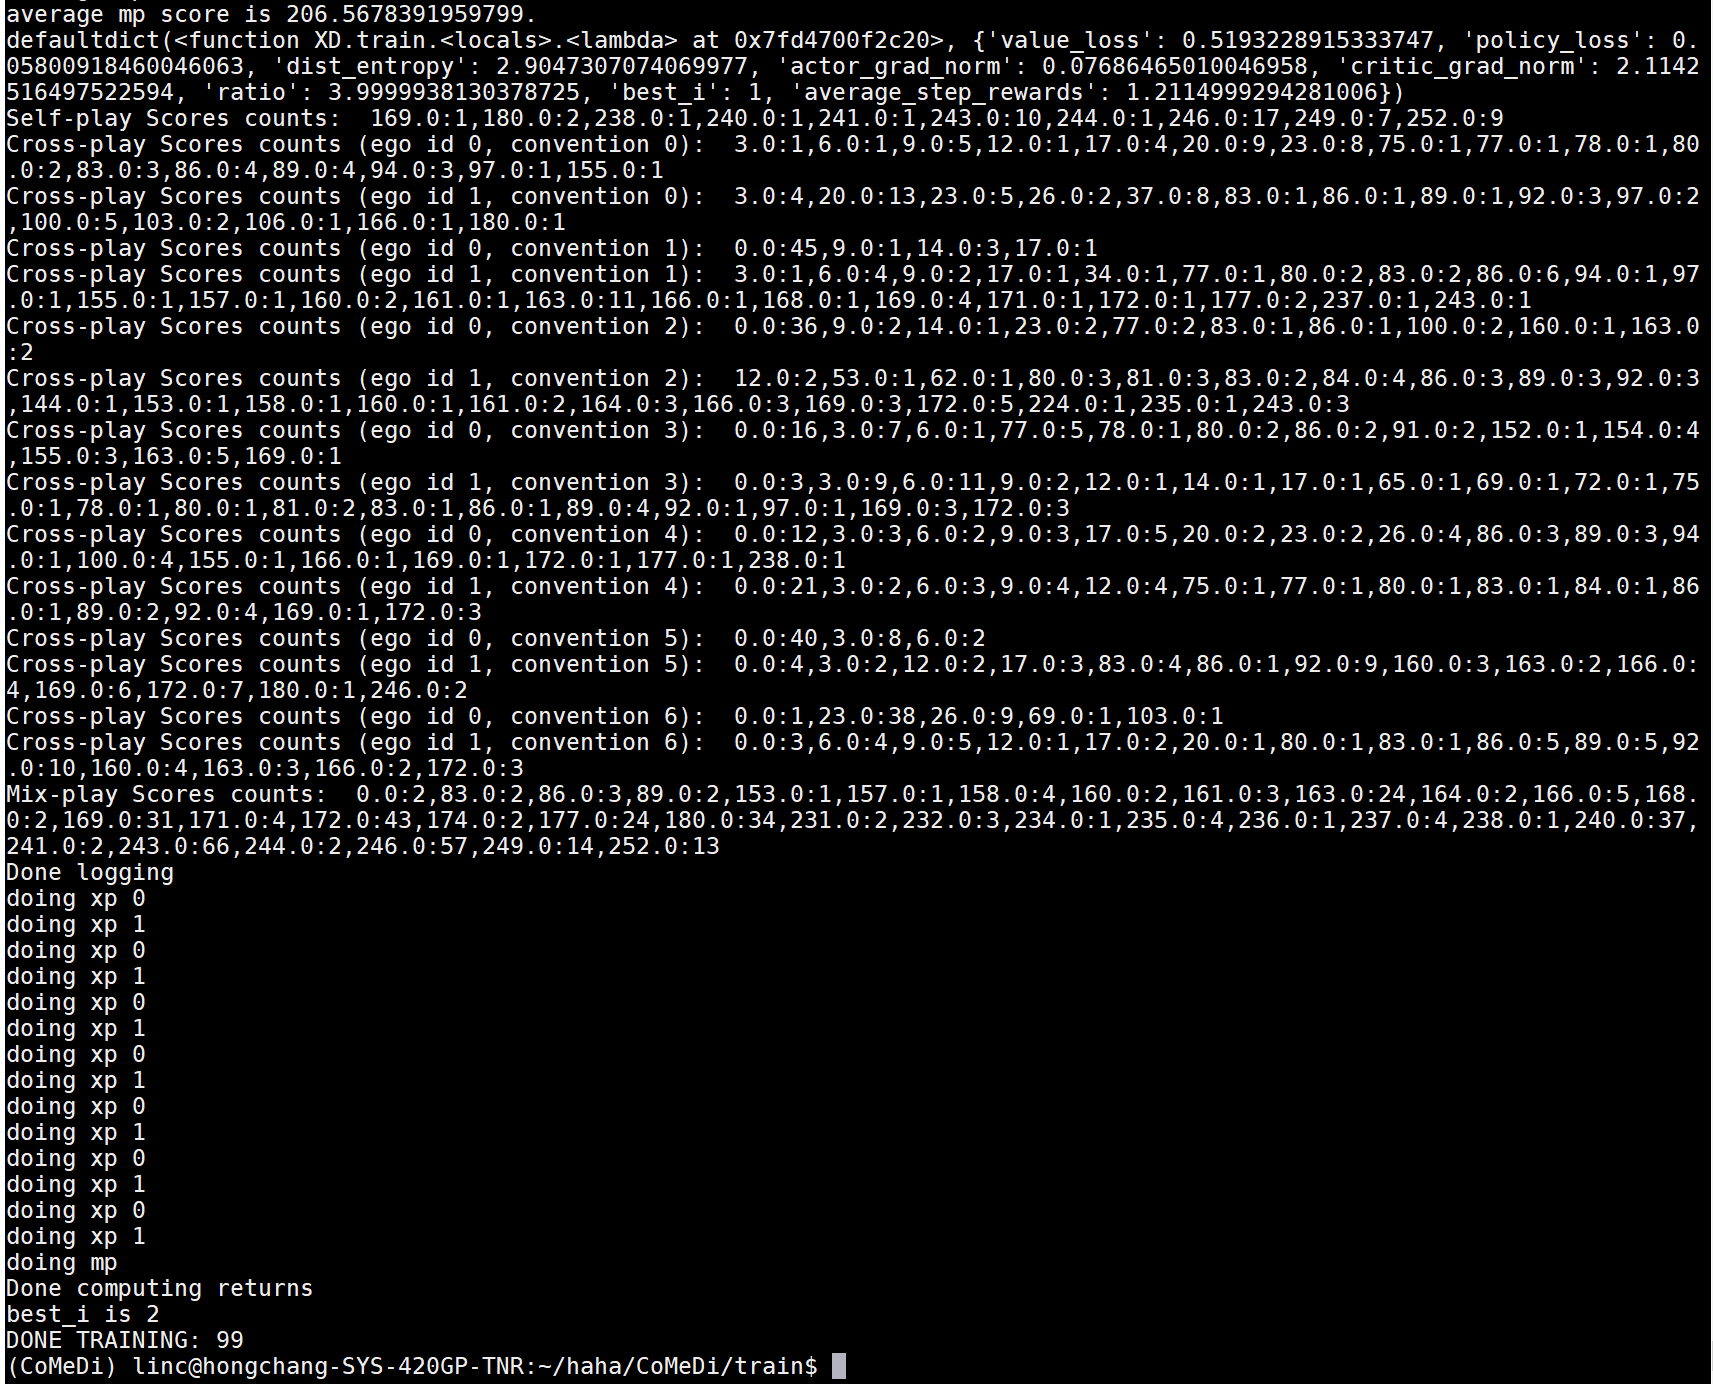 average mp score is 206.5678391959799.
defaultdict(<function XD.train.<locals>.<lambda> at 0x7fd4700f2c20>, {'value_loss': 0.5193228915333747, 'policy_loss': 0.
05800918460046063, 'dist_entropy': 2.9047307074069977, 'actor_grad_norm': 0.07686465010046958, 'critic_grad_norm': 2.1142
516497522594, 'ratio': 3.9999938130378725, 'best_i': 1, 'average_step_rewards': 1.2114999294281006})
Self-play Scores counts:  169.0:1,180.0:2,238.0:1,240.0:1,241.0:1,243.0:10,244.0:1,246.0:17,249.0:7,252.0:9
Cross-play Scores counts (ego id 0, convention 0):  3.0:1,6.0:1,9.0:5,12.0:1,17.0:4,20.0:9,23.0:8,75.0:1,77.0:1,78.0:1,80
.0:2,83.0:3,86.0:4,89.0:4,94.0:3,97.0:1,155.0:1
Cross-play Scores counts (ego id 1, convention 0):  3.0:4,20.0:13,23.0:5,26.0:2,37.0:8,83.0:1,86.0:1,89.0:1,92.0:3,97.0:2
,100.0:5,103.0:2,106.0:1,166.0:1,180.0:1
Cross-play Scores counts (ego id 0, convention 1):  0.0:45,9.0:1,14.0:3,17.0:1
Cross-play Scores counts (ego id 1, convention 1):  3.0:1,6.0:4,9.0:2,17.0:1,34.0:1,77.0:1,80.0:2,83.0:2,86.0:6,94.0:1,97
.0:1,155.0:1,157.0:1,160.0:2,161.0:1,163.0:11,166.0:1,168.0:1,169.0:4,171.0:1,172.0:1,177.0:2,237.0:1,243.0:1
Cross-play Scores counts (ego id 0, convention 2):  0.0:36,9.0:2,14.0:1,23.0:2,77.0:2,83.0:1,86.0:1,100.0:2,160.0:1,163.0
:2
Cross-play Scores counts (ego id 1, convention 2):  12.0:2,53.0:1,62.0:1,80.0:3,81.0:3,83.0:2,84.0:4,86.0:3,89.0:3,92.0:3
,144.0:1,153.0:1,158.0:1,160.0:1,161.0:2,164.0:3,166.0:3,169.0:3,172.0:5,224.0:1,235.0:1,243.0:3
Cross-play Scores counts (ego id 0, convention 3):  0.0:16,3.0:7,6.0:1,77.0:5,78.0:1,80.0:2,86.0:2,91.0:2,152.0:1,154.0:4
,155.0:3,163.0:5,169.0:1
Cross-play Scores counts (ego id 1, convention 3):  0.0:3,3.0:9,6.0:11,9.0:2,12.0:1,14.0:1,17.0:1,65.0:1,69.0:1,72.0:1,75
.0:1,78.0:1,80.0:1,81.0:2,83.0:1,86.0:1,89.0:4,92.0:1,97.0:1,169.0:3,172.0:3
Cross-play Scores counts (ego id 0, convention 4):  0.0:12,3.0:3,6.0:2,9.0:3,17.0:5,20.0:2,23.0:2,26.0:4,86.0:3,89.0:3,94
.0:1,100.0:4,155.0:1,166.0:1,169.0:1,172.0:1,177.0:1,238.0:1
Cross-play Scores counts (ego id 1, convention 4):  0.0:21,3.0:2,6.0:3,9.0:4,12.0:4,75.0:1,77.0:1,80.0:1,83.0:1,84.0:1,86
.0:1,89.0:2,92.0:4,169.0:1,172.0:3
Cross-play Scores counts (ego id 0, convention 5):  0.0:40,3.0:8,6.0:2
Cross-play Scores counts (ego id 1, convention 5):  0.0:4,3.0:2,12.0:2,17.0:3,83.0:4,86.0:1,92.0:9,160.0:3,163.0:2,166.0:
4,169.0:6,172.0:7,180.0:1,246.0:2
Cross-play Scores counts (ego id 0, convention 6):  0.0:1,23.0:38,26.0:9,69.0:1,103.0:1
Cross-play Scores counts (ego id 1, convention 6):  0.0:3,6.0:4,9.0:5,12.0:1,17.0:2,20.0:1,80.0:1,83.0:1,86.0:5,89.0:5,92
.0:10,160.0:4,163.0:3,166.0:2,172.0:3
Mix-play Scores counts:  0.0:2,83.0:2,86.0:3,89.0:2,153.0:1,157.0:1,158.0:4,160.0:2,161.0:3,163.0:24,164.0:2,166.0:5,168.
0:2,169.0:31,171.0:4,172.0:43,174.0:2,177.0:24,180.0:34,231.0:2,232.0:3,234.0:1,235.0:4,236.0:1,237.0:4,238.0:1,240.0:37,
241.0:2,243.0:66,244.0:2,246.0:57,249.0:14,252.0:13
Done logging
doing xp 0
doing xp 1
doing xp 0
doing xp 1
doing xp 0
doing xp 1
doing xp 0
doing xp 1
doing xp 0
doing xp 1
doing xp 0
doing xp 1
doing xp 0
doing xp 1
doing mp
Done computing returns
best_i is 2
DONE TRAINING: 99
(CoMeDi) linc@hongchang-SYS-420GP-TNR:~/haha/CoMeDi/train$